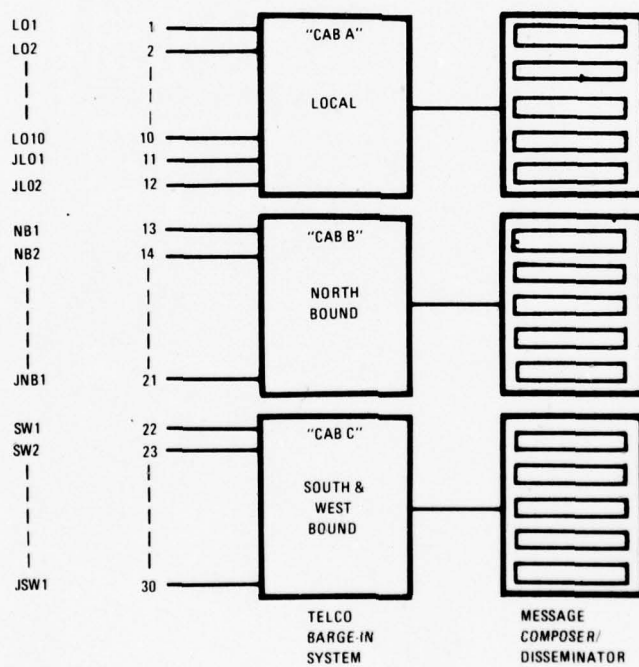 LO1 1
LO2 2
"CAB A"
LOCAL
LO10 10
JLO1 11
JLO2 12
NB1 13
NB2 14
"CAB B"
NORTH
BOUND
JNB1 21
SW1 22
SW2 23
"CAB C"
SOUTH &
WEST
BOUND
JSW1 30
TELCO
BARGE-IN
SYSTEM
MESSAGE
COMPOSER/
DISSEMINATOR